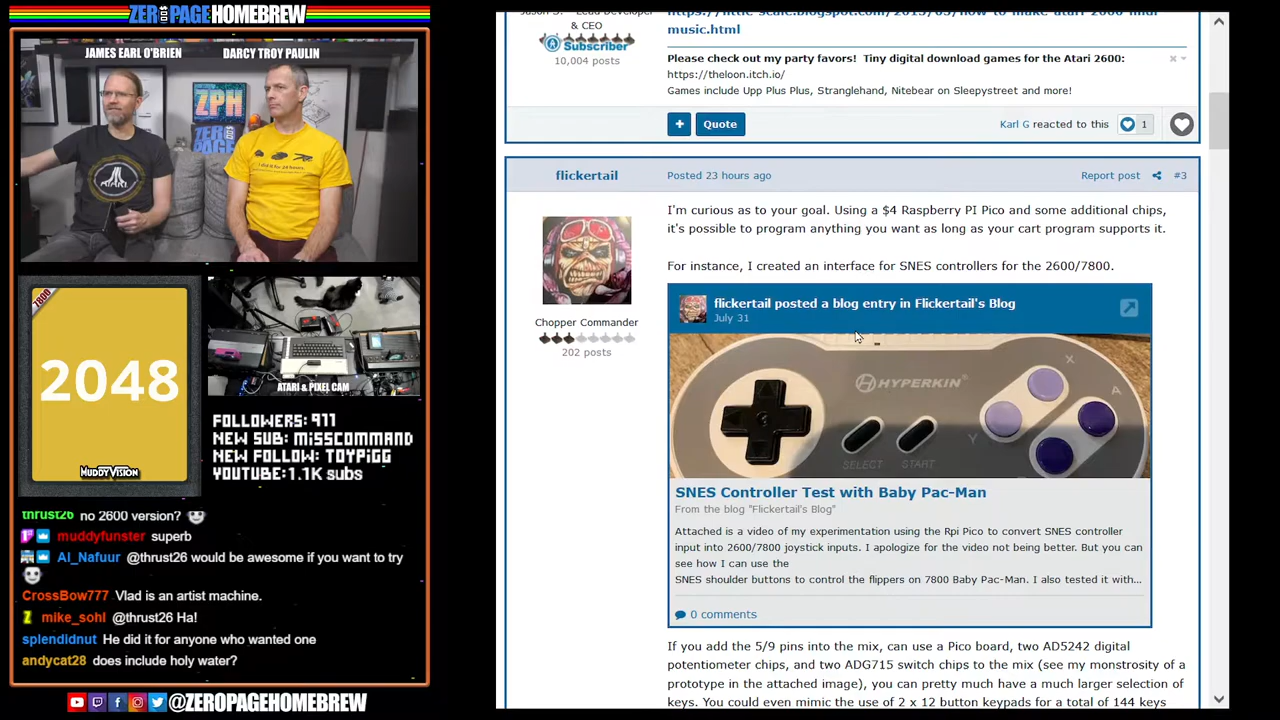 ZERO PAGE HOMEBREW
JAMES EARL O'BRIEN
DARCY TROY PAULIN
ZPH
ZERO
PAGE
ATARI
7800
2048
MUDDYVISION
ATARI & PIXEL CAM
FOLLOWERS: 911
NEW SUB: MISSCOMMAND
NEW FOLLOW: TOYPIGG
YOUTUBE: 1.1K subs
thrust26 no 2600 version?
muddyfunster superb
Al_Nafuur @thrust26 would be awesome if you want to try
CrossBow777 Vlad is an artist machine.
mike_sohl @thrust26 Ha!
splendidnut He did it for anyone who wanted one
andycat28 does include holy water?
@ZEROPAGEHOMEBREW
& CEO
Subscriber
10,004 posts
music.html
Please check out my party favors! Tiny digital download games for the Atari 2600:
https://theloon.itch.io/
Games include Upp Plus Plus, Stranglehand, Nitebear on Sleepystreet and more!
+ Quote
Karl G reacted to this 1
flickertail
Posted 23 hours ago
Report post #3
Chopper Commander
202 posts
I'm curious as to your goal. Using a $4 Raspberry PI Pico and some additional chips,
it's possible to program anything you want as long as your cart program supports it.
For instance, I created an interface for SNES controllers for the 2600/7800.
flickertail posted a blog entry in Flickertail's Blog
July 31
HYPERKIN
SELECT START
X
A
Y
SNES Controller Test with Baby Pac-Man
From the blog "Flickertail's Blog"
Attached is a video of my experimentation using the Rpi Pico to convert SNES controller
input into 2600/7800 joystick inputs. I apologize for the video not being better. But you can
see how I can use the
SNES shoulder buttons to control the flippers on 7800 Baby Pac-Man. I also tested it with...
0 comments
If you add the 5/9 pins into the mix, can use a Pico board, two AD5242 digital
potentiometer chips, and two ADG715 switch chips to the mix (see my monstrosity of a
prototype in the attached image), you can pretty much have a much larger selection of
keys. You could even mimic the use of 2 x 12 button keypads for a total of 144 keys